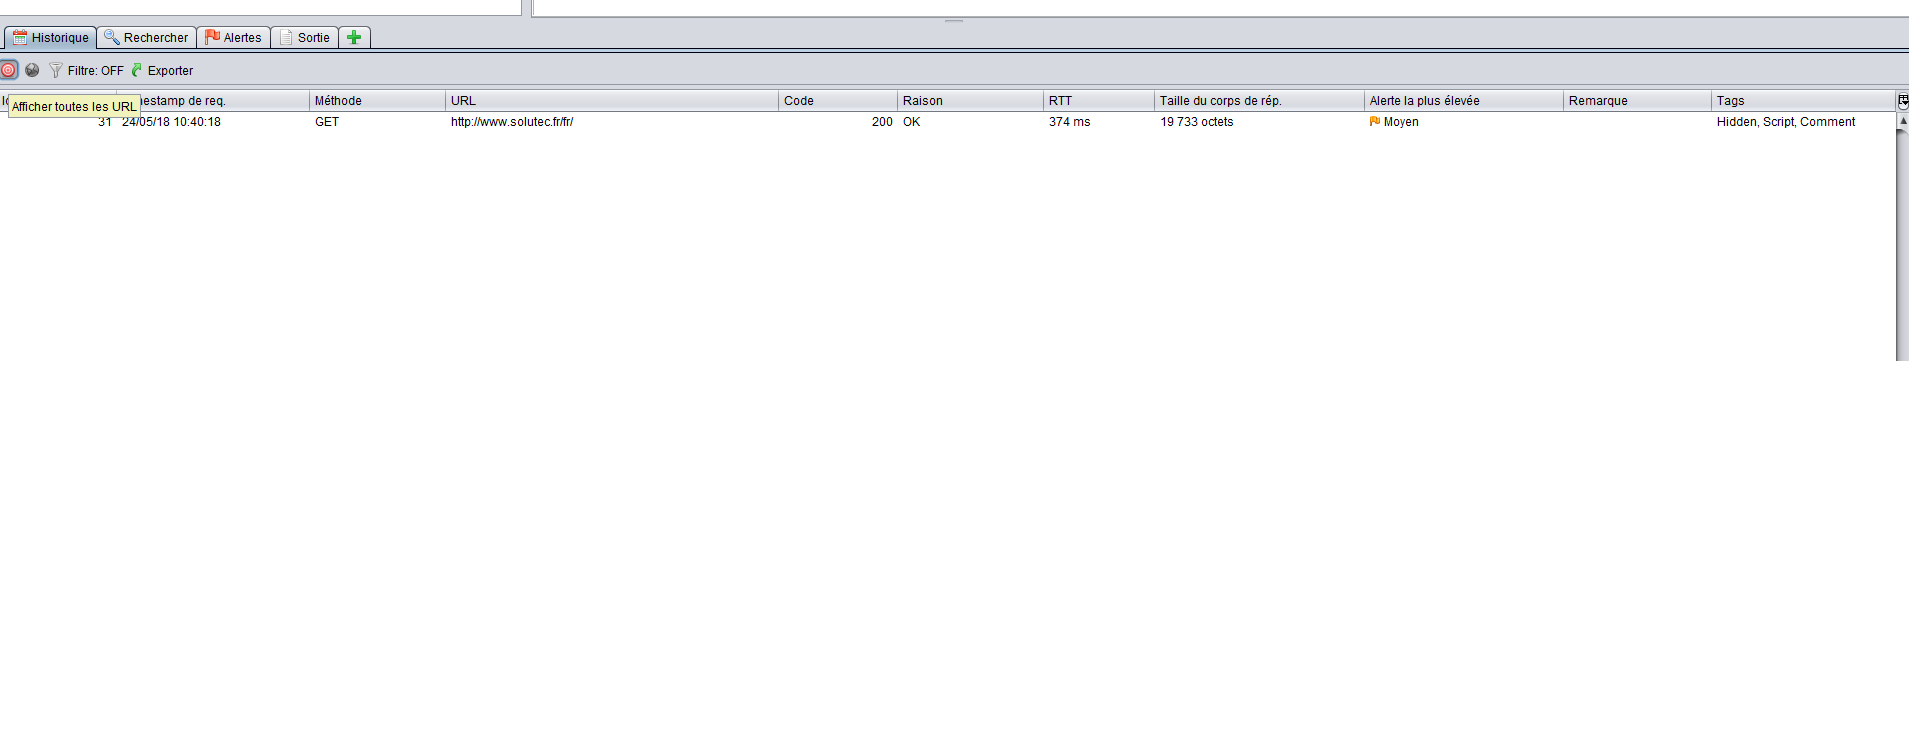 Historique Rechercher Alertes Sortie
Filtre: OFF Exporter
Afficher toutes les URL estamp de req. Méthode URL Code Raison RTT Taille du corps de rép. Alerte la plus élevée Remarque Tags
31 24/05/18 10:40:18 GET http://www.solutec.fr/fr/ 200 OK 374 ms 19 733 octets Moyen Hidden, Script, Comment